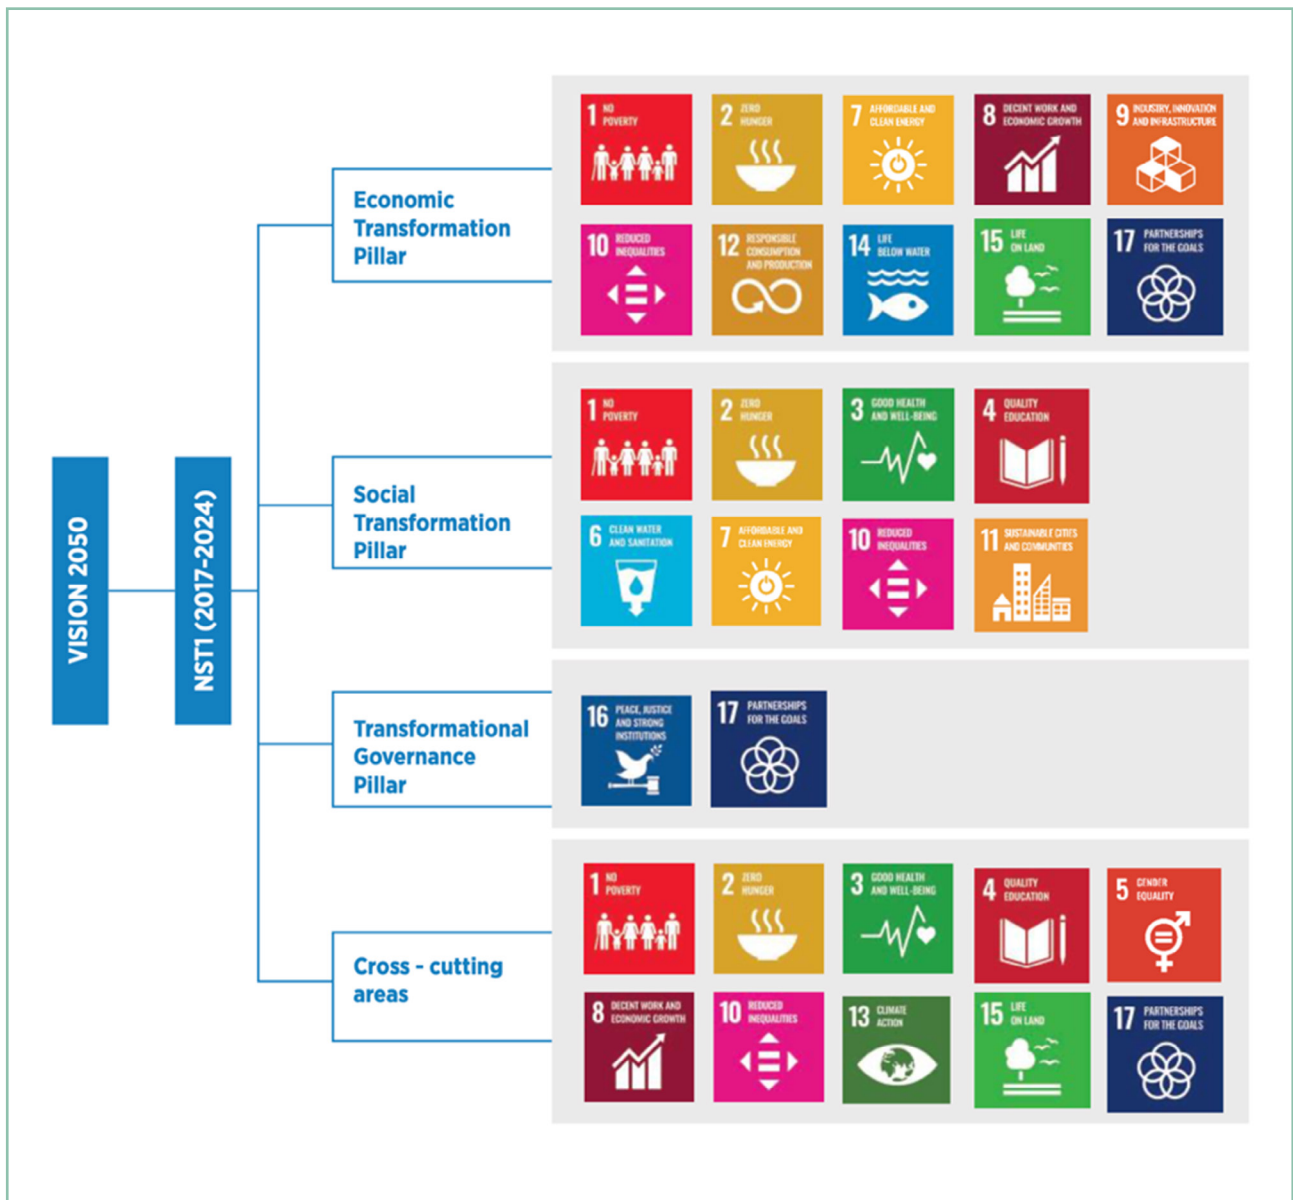 VISION 2050
NST1 (2017-2024)
Economic
Transformation
Pillar
1 NO
POVERTY
2 ZERO
HUNGER
7 AFFORDABLE AND
CLEAN ENERGY
8 DECENT WORK AND
ECONOMIC GROWTH
9 INDUSTRY, INNOVATION
AND INFRASTRUCTURE
10 REDUCED
INEQUALITIES
12 RESPONSIBLE
CONSUMPTION
AND PRODUCTION
14 LIFE
BELOW WATER
15 LIFE
ON LAND
17 PARTNERSHIPS
FOR THE GOALS
Social
Transformation
Pillar
1 NO
POVERTY
2 ZERO
HUNGER
3 GOOD HEALTH
AND WELL-BEING
4 QUALITY
EDUCATION
6 CLEAN WATER
AND SANITATION
7 AFFORDABLE AND
CLEAN ENERGY
10 REDUCED
INEQUALITIES
11 SUSTAINABLE CITIES
AND COMMUNITIES
Transformational
Governance
Pillar
16 PEACE, JUSTICE
AND STRONG
INSTITUTIONS
17 PARTNERSHIPS
FOR THE GOALS
Cross - cutting
areas
1 NO
POVERTY
2 ZERO
HUNGER
3 GOOD HEALTH
AND WELL-BEING
4 QUALITY
EDUCATION
5 GENDER
EQUALITY
8 DECENT WORK AND
ECONOMIC GROWTH
10 REDUCED
INEQUALITIES
13 CLIMATE
ACTION
15 LIFE
ON LAND
17 PARTNERSHIPS
FOR THE GOALS